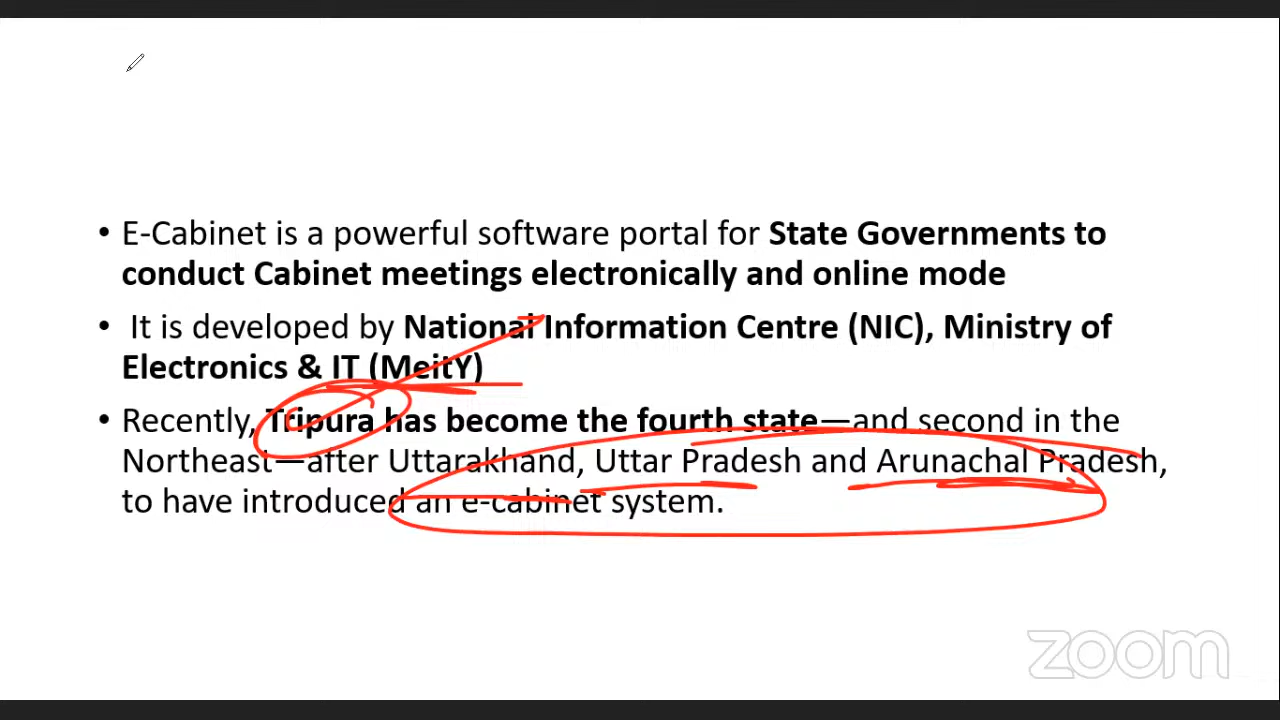 • E-Cabinet is a powerful software portal for State Governments to
conduct Cabinet meetings electronically and online mode
• It is developed by National Information Centre (NIC), Ministry of
Electronics & IT (MeitY)
• Recently, Tripura has become the fourth state—and second in the
Northeast—after Uttarakhand, Uttar Pradesh and Arunachal Pradesh,
to have introduced an e-cabinet system.
zoom